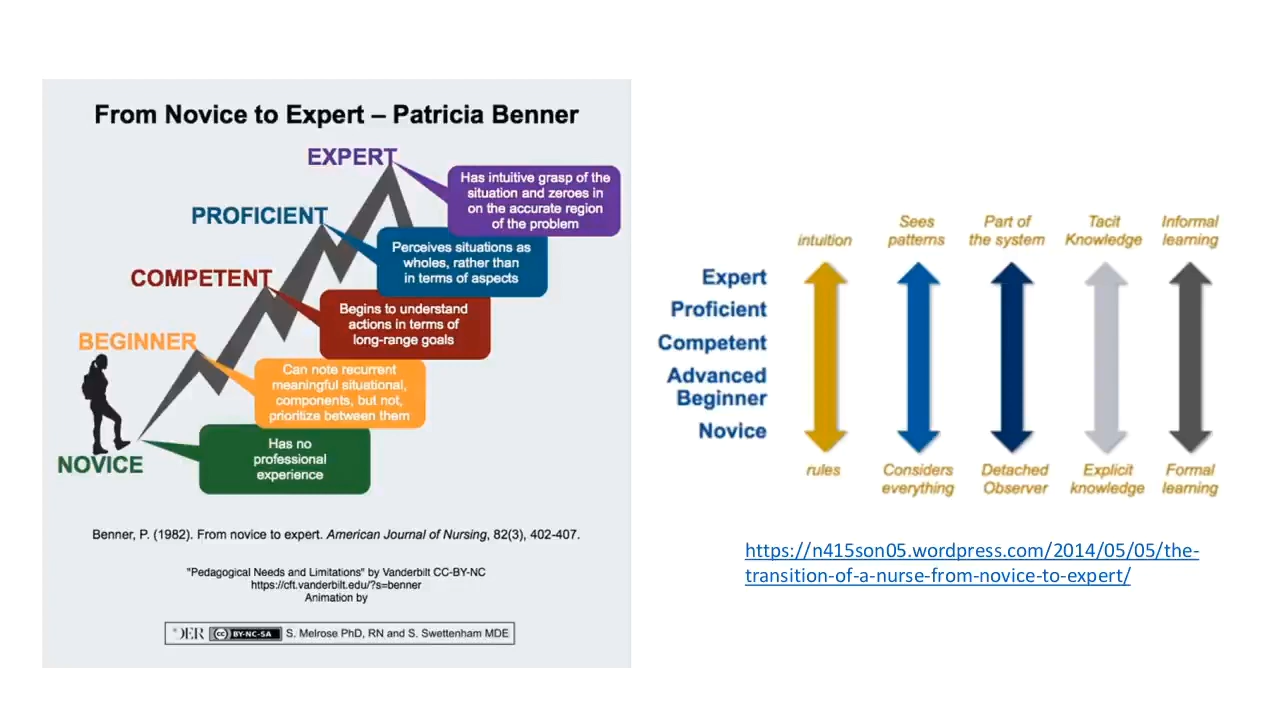 From Novice to Expert – Patricia Benner
EXPERT
Has intuitive grasp of the
situation and zeroes in
on the accurate region
of the problem
PROFICIENT
Perceives situations as
wholes, rather than
in terms of aspects
COMPETENT
Begins to understand
actions in terms of
long-range goals
BEGINNER
Can note recurrent
meaningful situational,
components, but not,
prioritize between them
NOVICE
Has no
professional
experience
Benner, P. (1982). From novice to expert. American Journal of Nursing, 82(3), 402-407.
"Pedagogical Needs and Limitations" by Vanderbilt CC-BY-NC
https://cft.vanderbilt.edu/?s=benner
Animation by
OER cc BY-NC-SA S. Melrose PhD, RN and S. Swettenham MDE
intuition
Sees
patterns
Part of
the system
Tacit
Knowledge
Informal
learning
Expert
Proficient
Competent
Advanced
Beginner
Novice
rules
Considers
everything
Detached
Observer
Explicit
knowledge
Formal
learning
https://n415son05.wordpress.com/2014/05/05/the-
transition-of-a-nurse-from-novice-to-expert/